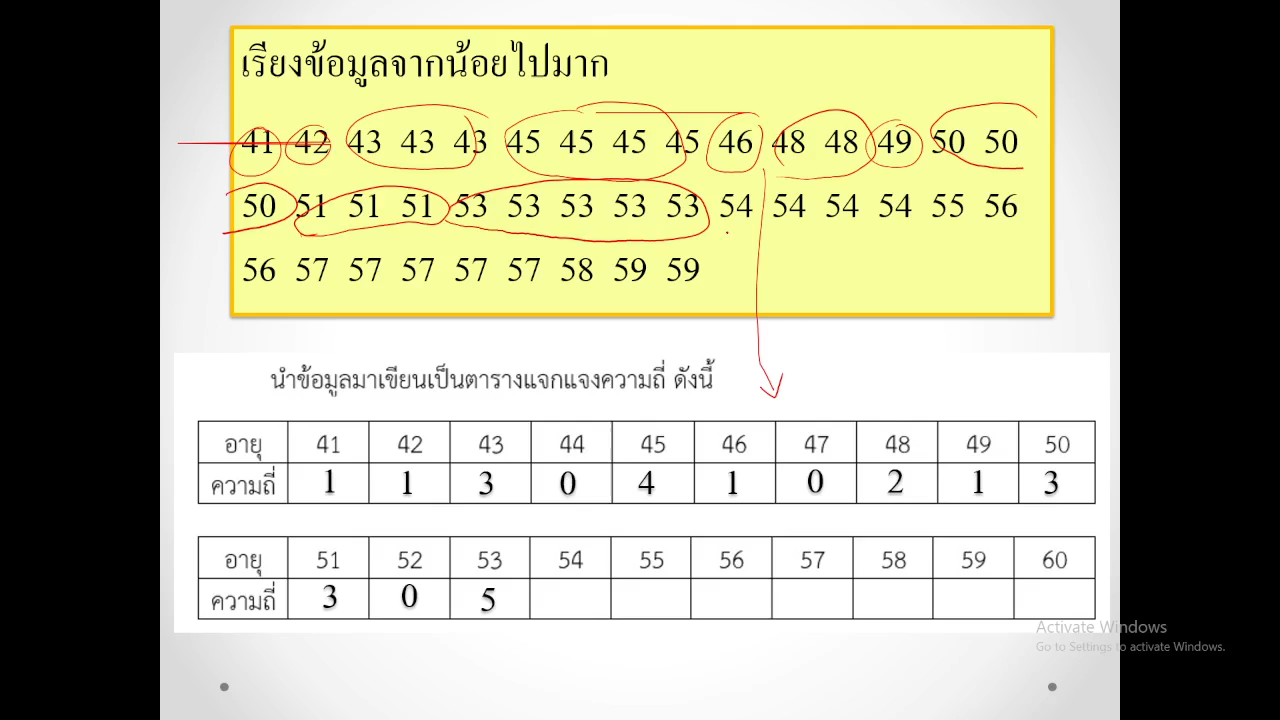 เรียงข้อมูลจากน้อยไปมาก
41 42 43 43 43 45 45 45 45 46 48 48 49 50 50
50 51 51 51 53 53 53 53 53 54 54 54 54 55 56
56 57 57 57 57 57 58 59 59
นำข้อมูลมาเขียนเป็นตารางแจกแจงความถี่ ดังนี้
อายุ 41 42 43 44 45 46 47 48 49 50
ความถี่ 1 1 3 0 4 1 0 2 1 3
อายุ 51 52 53 54 55 56 57 58 59 60
ความถี่ 3 0 5
Activate Windows
Go to Settings to activate Windows.